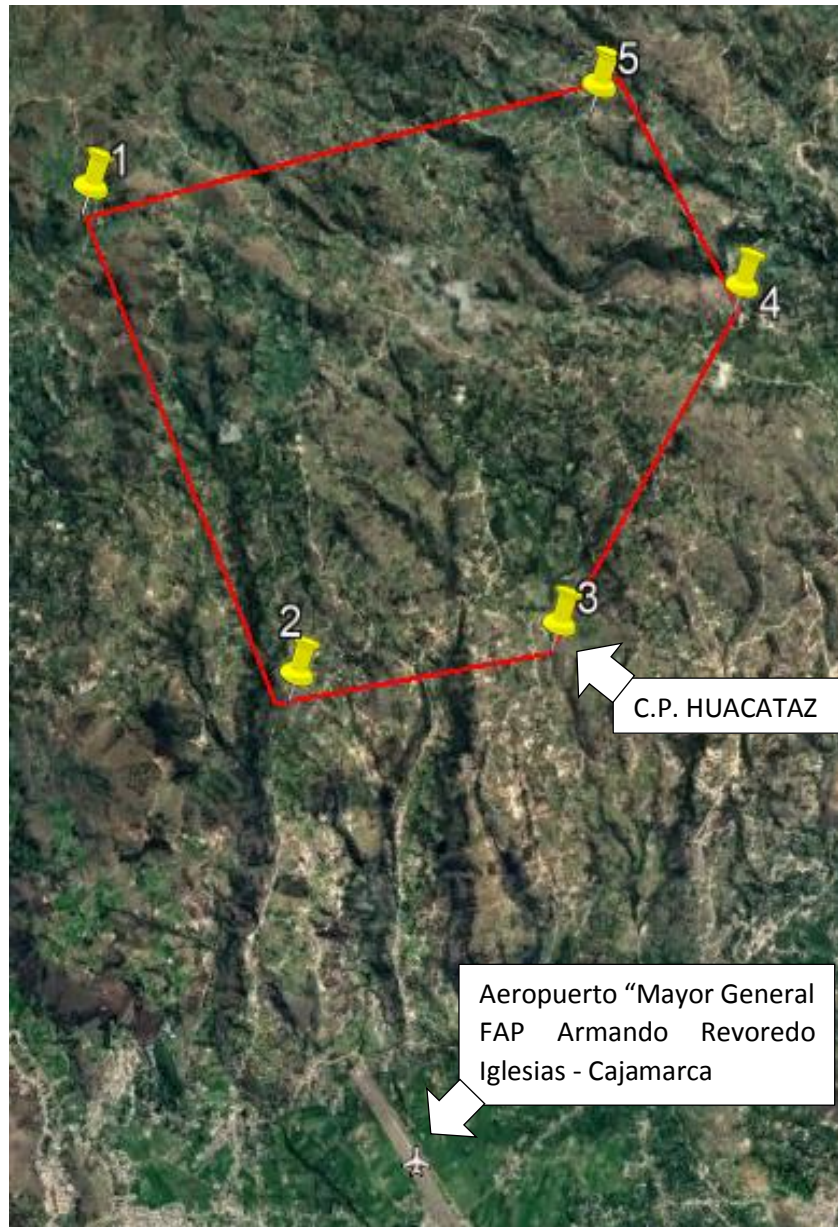 5
1
4
3
2
C.P. HUACATAZ
Aeropuerto “Mayor General
FAP Armando Revoredo
Iglesias - Cajamarca